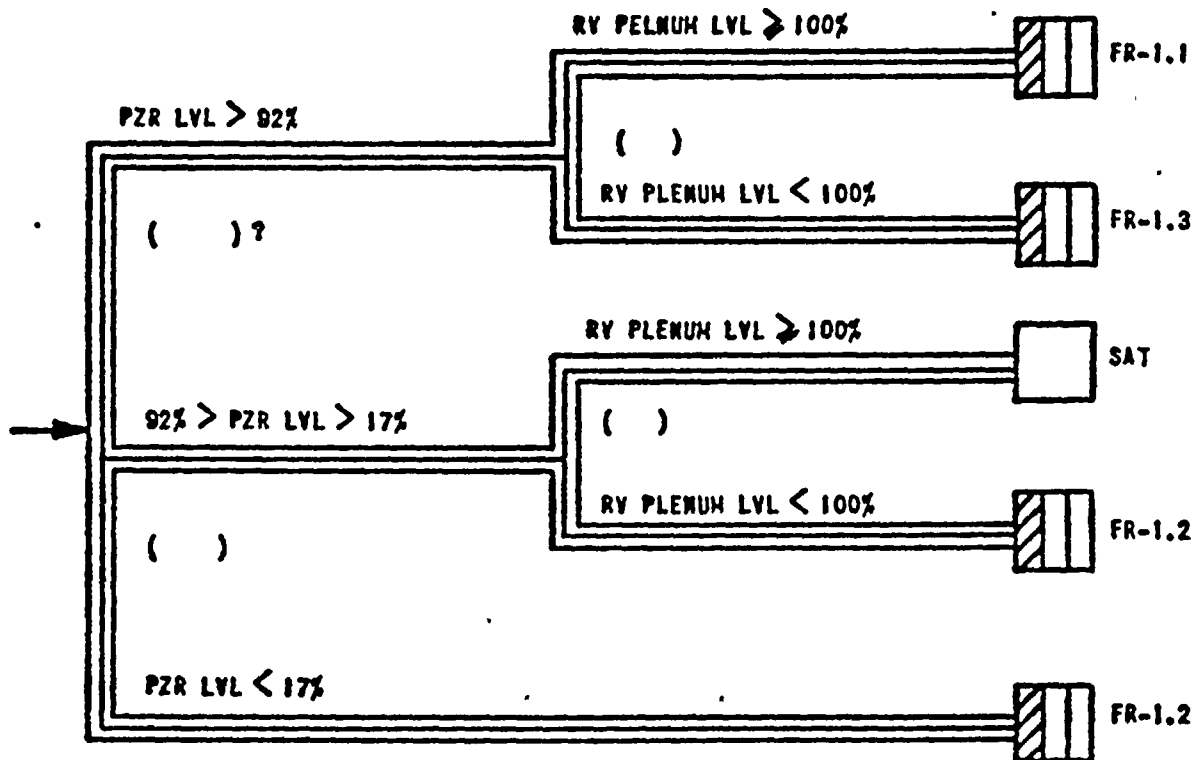 RV PELNUM LVL ≥ 100%
FR-1.1
PZR LVL > 92%
( )
RV PLENUM LVL < 100%
FR-1.3
( )?
RV PLENUM LVL ≥ 100%
SAT
92% > PZR LVL > 17%
( )
RV PLENUM LVL < 100%
FR-1.2
( )
PZR LVL < 17%
FR-1.2